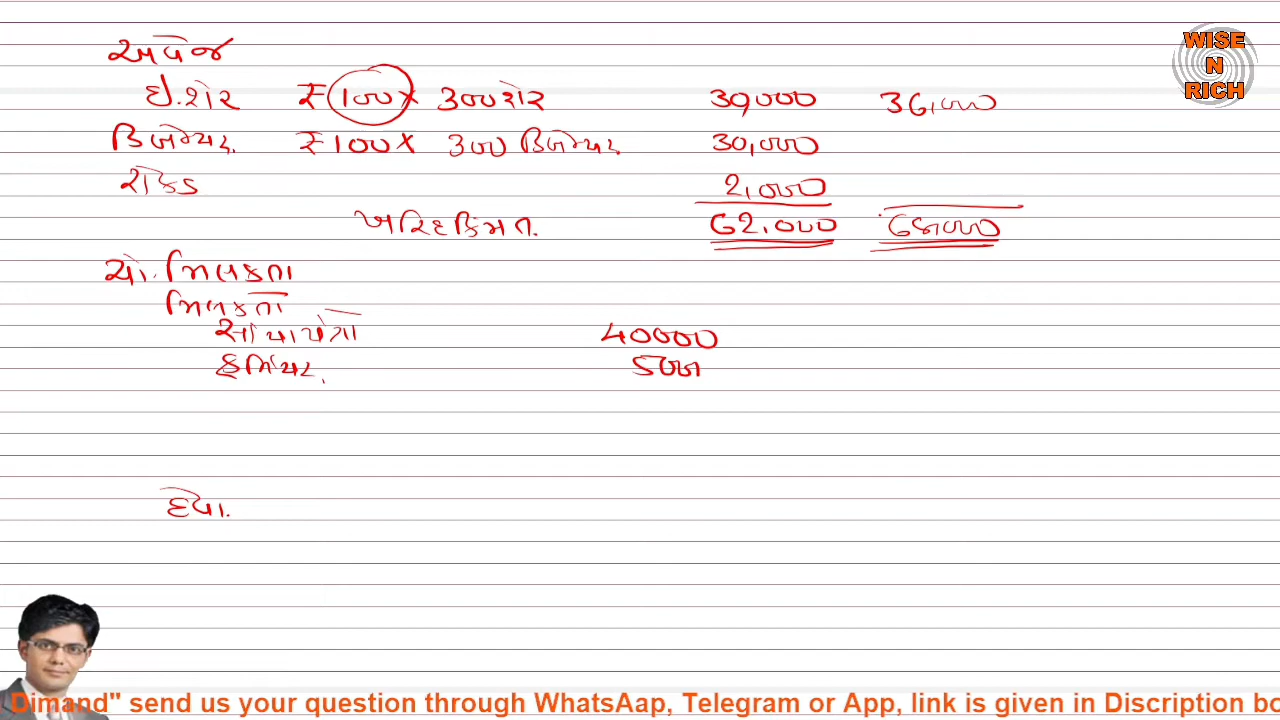 અવેજ
ઈ.શેર ₹ 100 × 300 શેર 30,000 36,000
ડિબેન્ચર. ₹ 100 × 300 ડિબેન્ચર 30,000
રોકડ 2,000
ખરિદકિંમત. 62,000 68,000
ચો. મિલકતો
મિલકતો
સાંચાયંત્રો 40000
ફર્નિચર. 5000
દેવા.
WISE
N
RICH
Dimand" send us your question through WhatsAap, Telegram or App, link is given in Discription bo